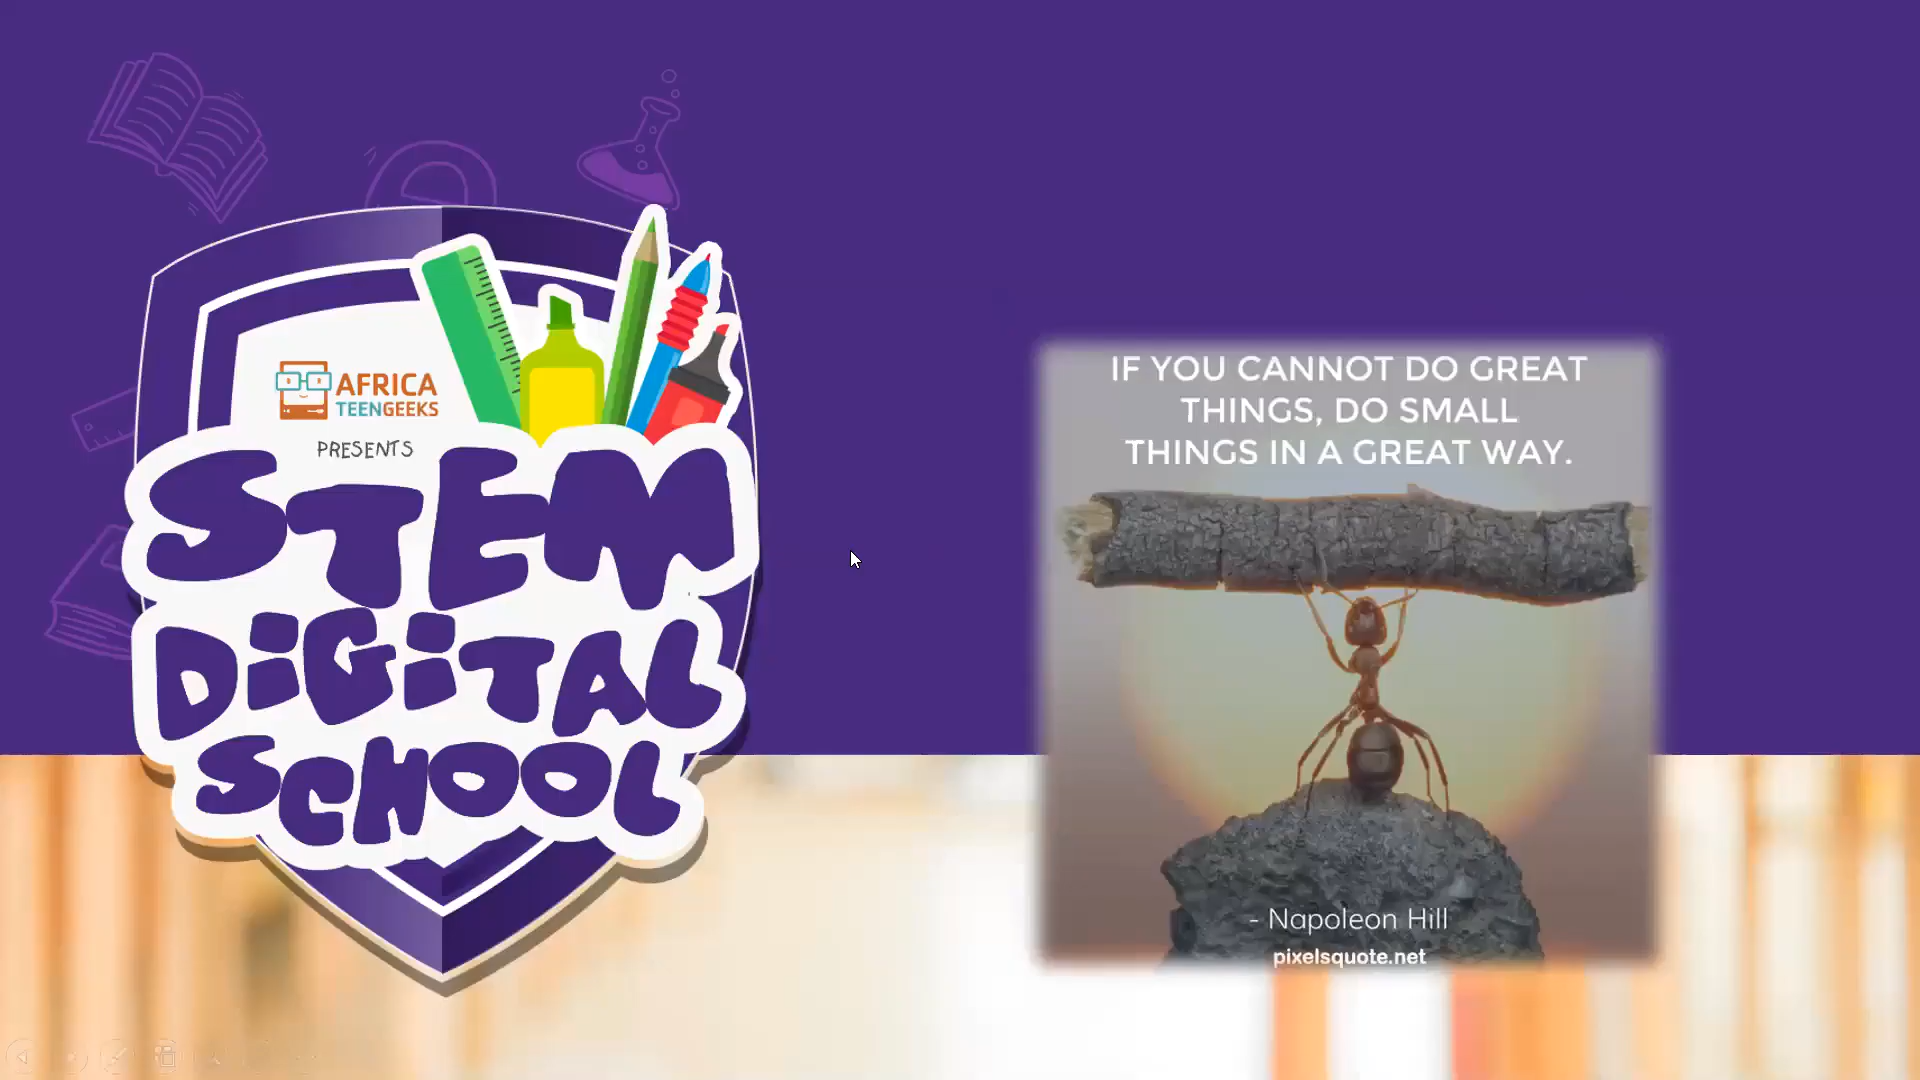 AFRICA
TEENGEEKS
PRESENTS
STEM
DiGiTAL
SCHOOL
IF YOU CANNOT DO GREAT
THINGS, DO SMALL
THINGS IN A GREAT WAY.
- Napoleon Hill
pixelsquote.net